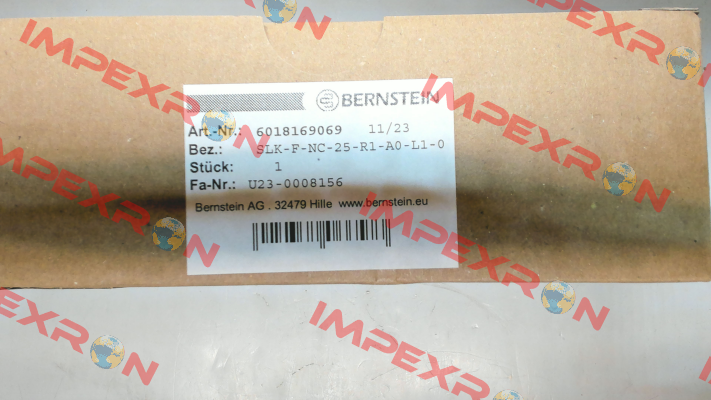 IMPEXRON
IMPEXRON
BERNSTEIN
Art.-Nr.: 6018169069 11/23
Bez.: SLK-F-NC-25-R1-A0-L1-0
Stück: 1
Fa-Nr.: U23-0008156
Bernstein AG . 32479 Hille www.bernstein.eu
IMPEXRON
IMPEXRON
IMPEXRON
IMPEXRON